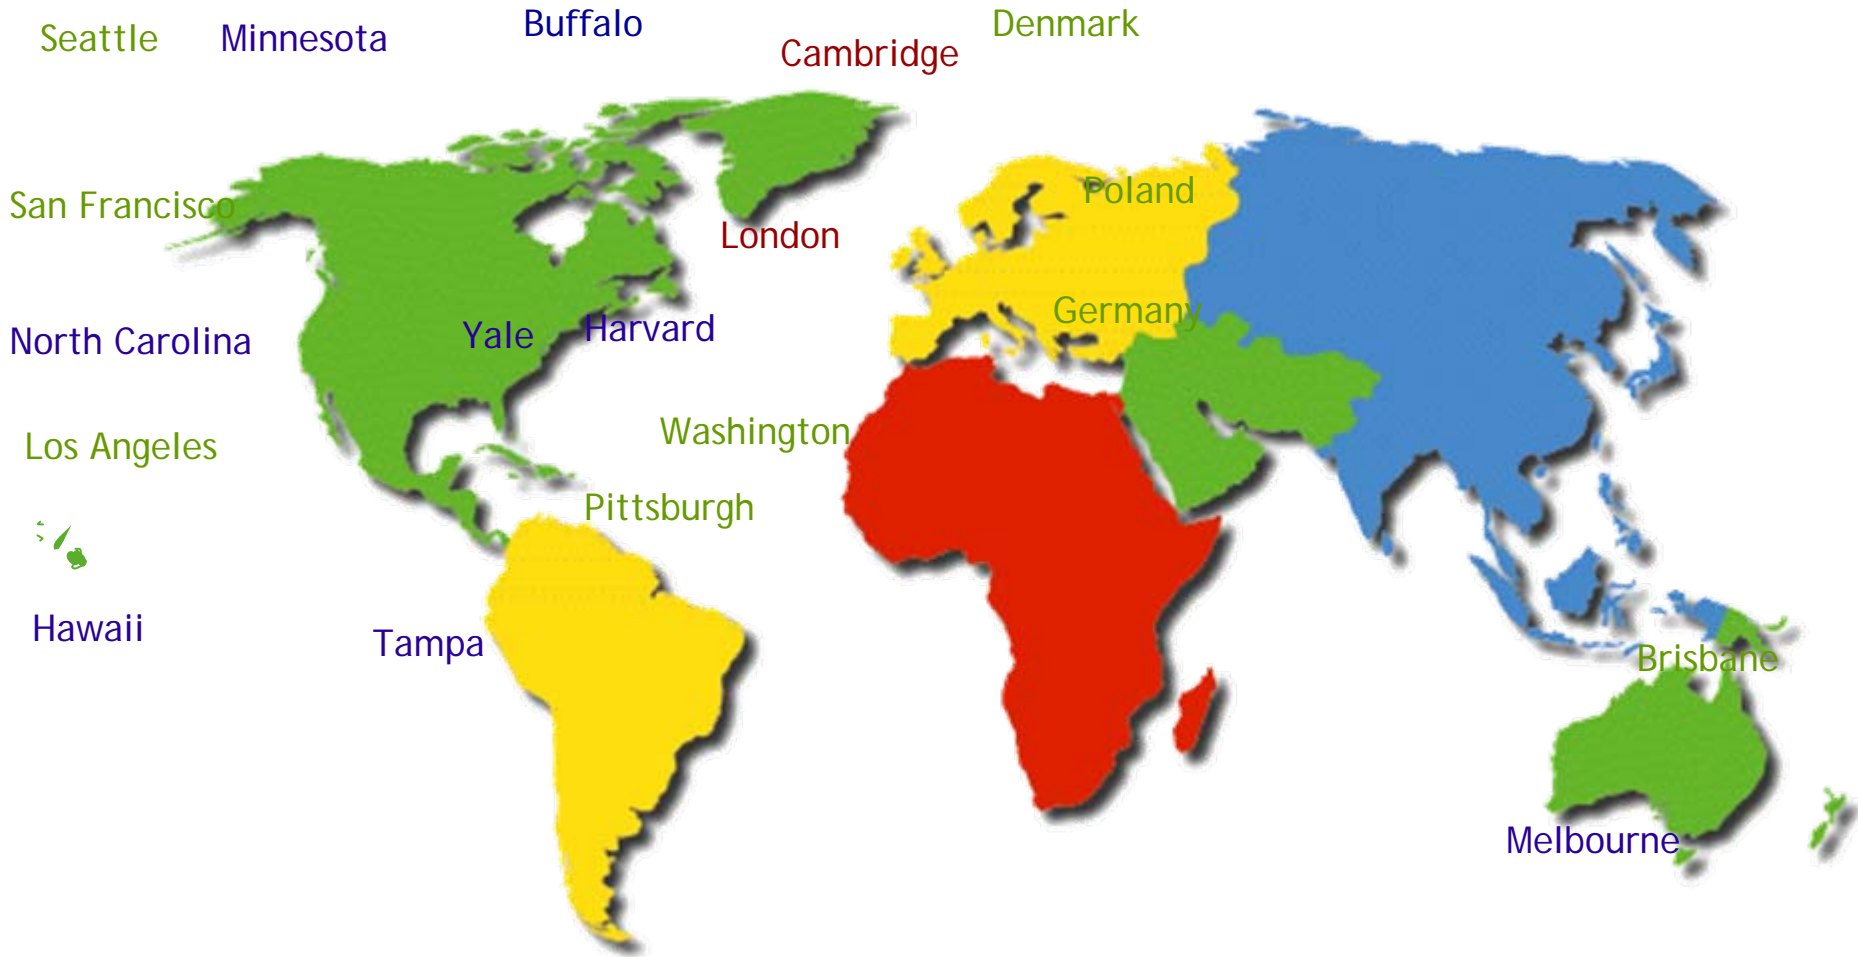 Seattle
Minnesota
Buffalo
Denmark
Cambridge
San Francisco
Poland
London
Germany
North Carolina
Yale
Harvard
Los Angeles
Washington
Pittsburgh
Hawaii
Tampa
Brisbane
Melbourne